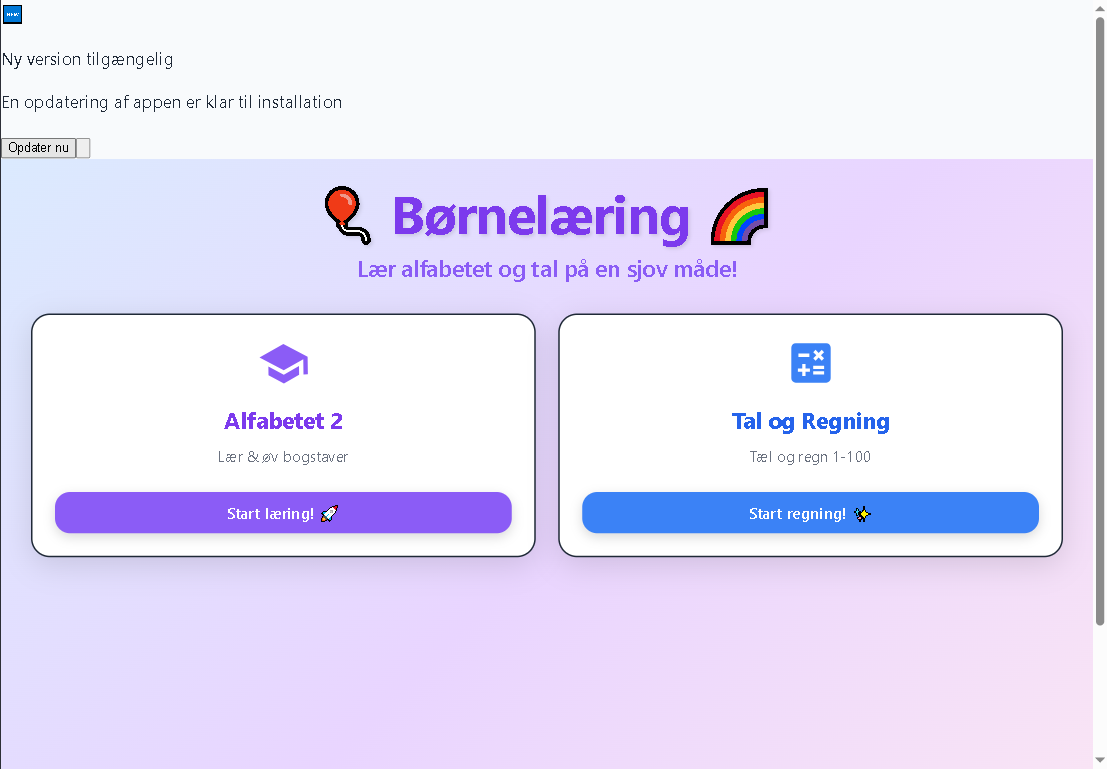 NEW
Ny version tilgængelig
En opdatering af appen er klar til installation
Opdater nu
Børnelæring
Lær alfabetet og tal på en sjov måde!
Alfabetet 2
Lær & øv bogstaver
Start læring! 🚀
Tal og Regning
Tæl og regn 1-100
Start regning! ✨